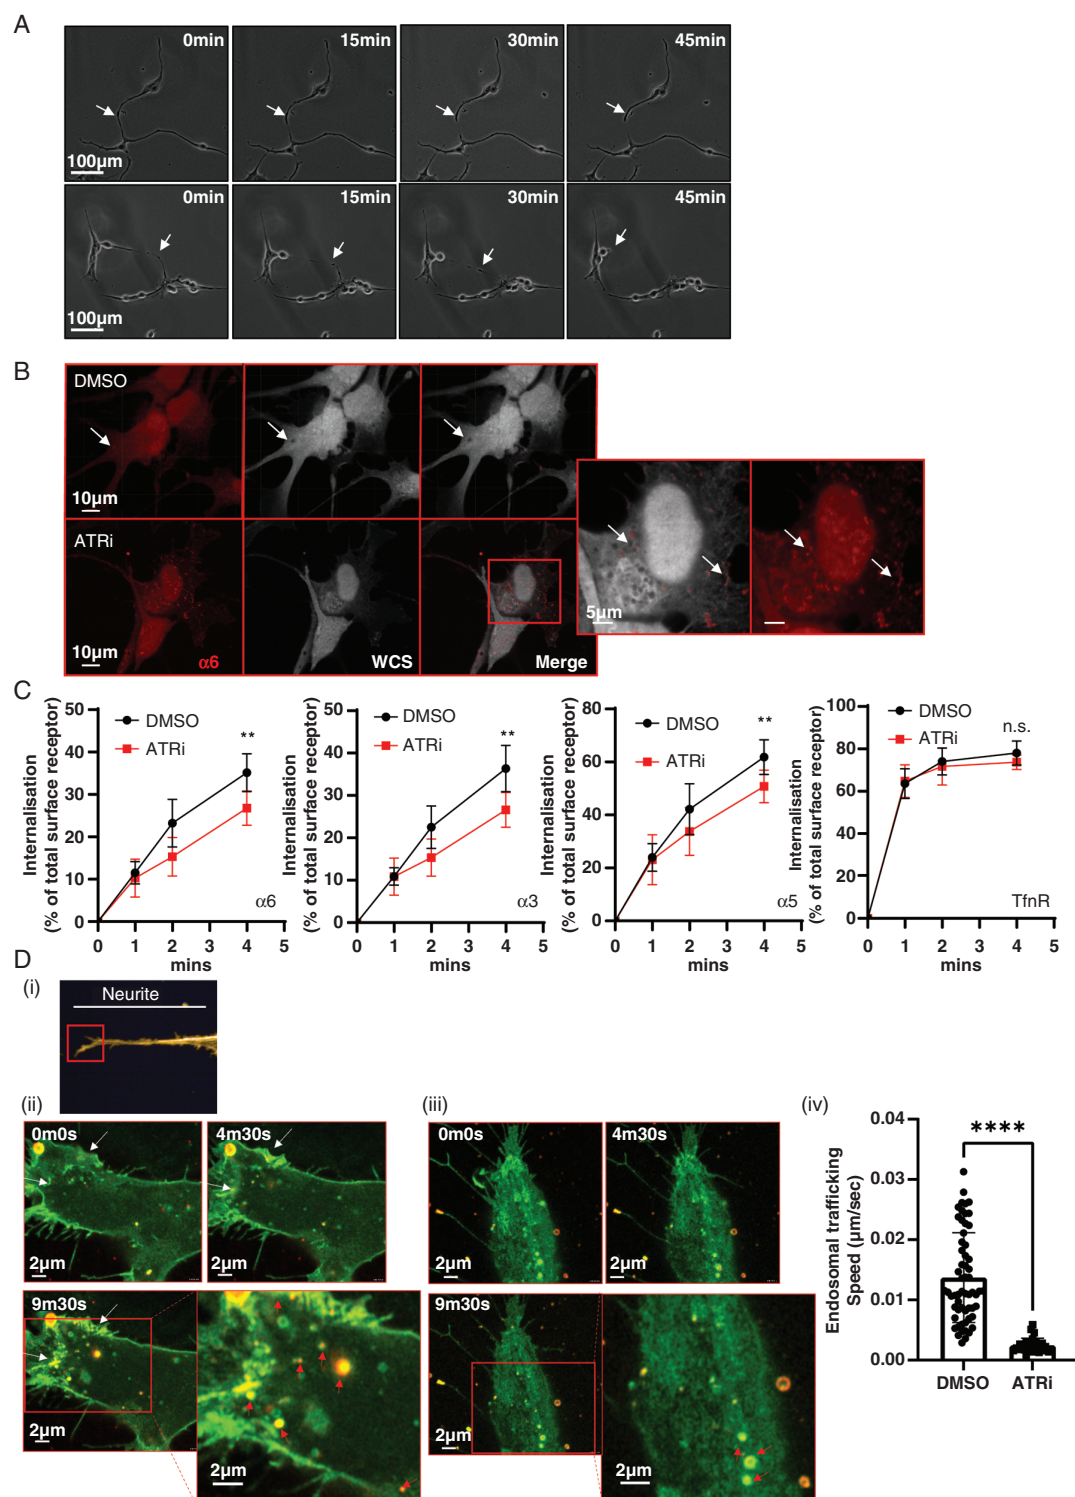 A
0min
15min
30min
45min
100μm
0min
15min
30min
45min
100μm
B
DMSO
10μm
ATRi
10μm
α6
WCS
Merge
5μm
C
Internalisation
(% of total surface receptor)
50
40
30
20
10
0
0 1 2 3 4 5
mins
DMSO
ATRi
**
α6
Internalisation
(% of total surface receptor)
50
40
30
20
10
0
0 1 2 3 4 5
mins
DMSO
ATRi
**
α3
Internalisation
(% of total surface receptor)
80
60
40
20
0
0 1 2 3 4 5
mins
DMSO
ATRi
**
α5
Internalisation
(% of total surface receptor)
100
80
60
40
20
0
0 1 2 3 4 5
mins
DMSO
ATRi
n.s.
TfnR
D
(i)
Neurite
(ii)
0m0s
2μm
4m30s
2μm
9m30s
2μm
2μm
(iii)
0m0s
2μm
4m30s
2μm
9m30s
2μm
2μm
(iv)
Endosomal trafficking
Speed (μm/sec)
0.04
0.03
0.02
0.01
0.00
****
DMSO
ATRi